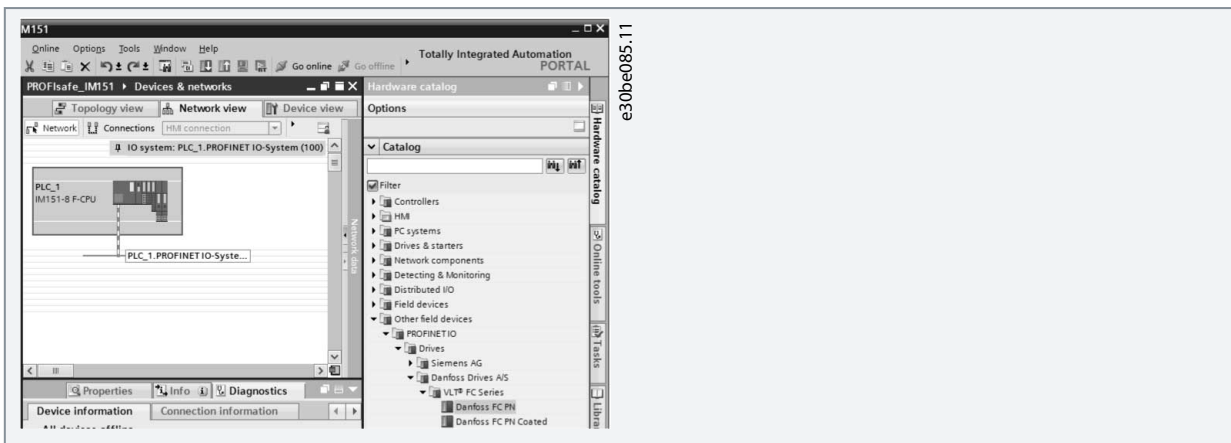 M151
Online Options Tools Window Help
Totally Integrated Automation
PORTAL
Go online Go offline
PROFIsafe_IM151 Devices & networks
Topology view Network view Device view
Network Connections HMI connection
IO system: PLC_1.PROFINET IO-System (100)
PLC_1
IM151-8 F-CPU
PLC_1.PROFINET IO-Syste...
Network data
Properties Info Diagnostics
Device information Connection information
Hardware catalog
Options
Catalog
Filter
Controllers
HMI
PC systems
Drives & starters
Network components
Detecting & Monitoring
Distributed I/O
Field devices
Other field devices
PROFINET IO
Drives
Siemens AG
Danfoss Drives A/S
VLT® FC Series
Danfoss FC PN
Danfoss FC PN Coated
Hardware catalog
Online tools
Tasks
Libra
e30be085.11